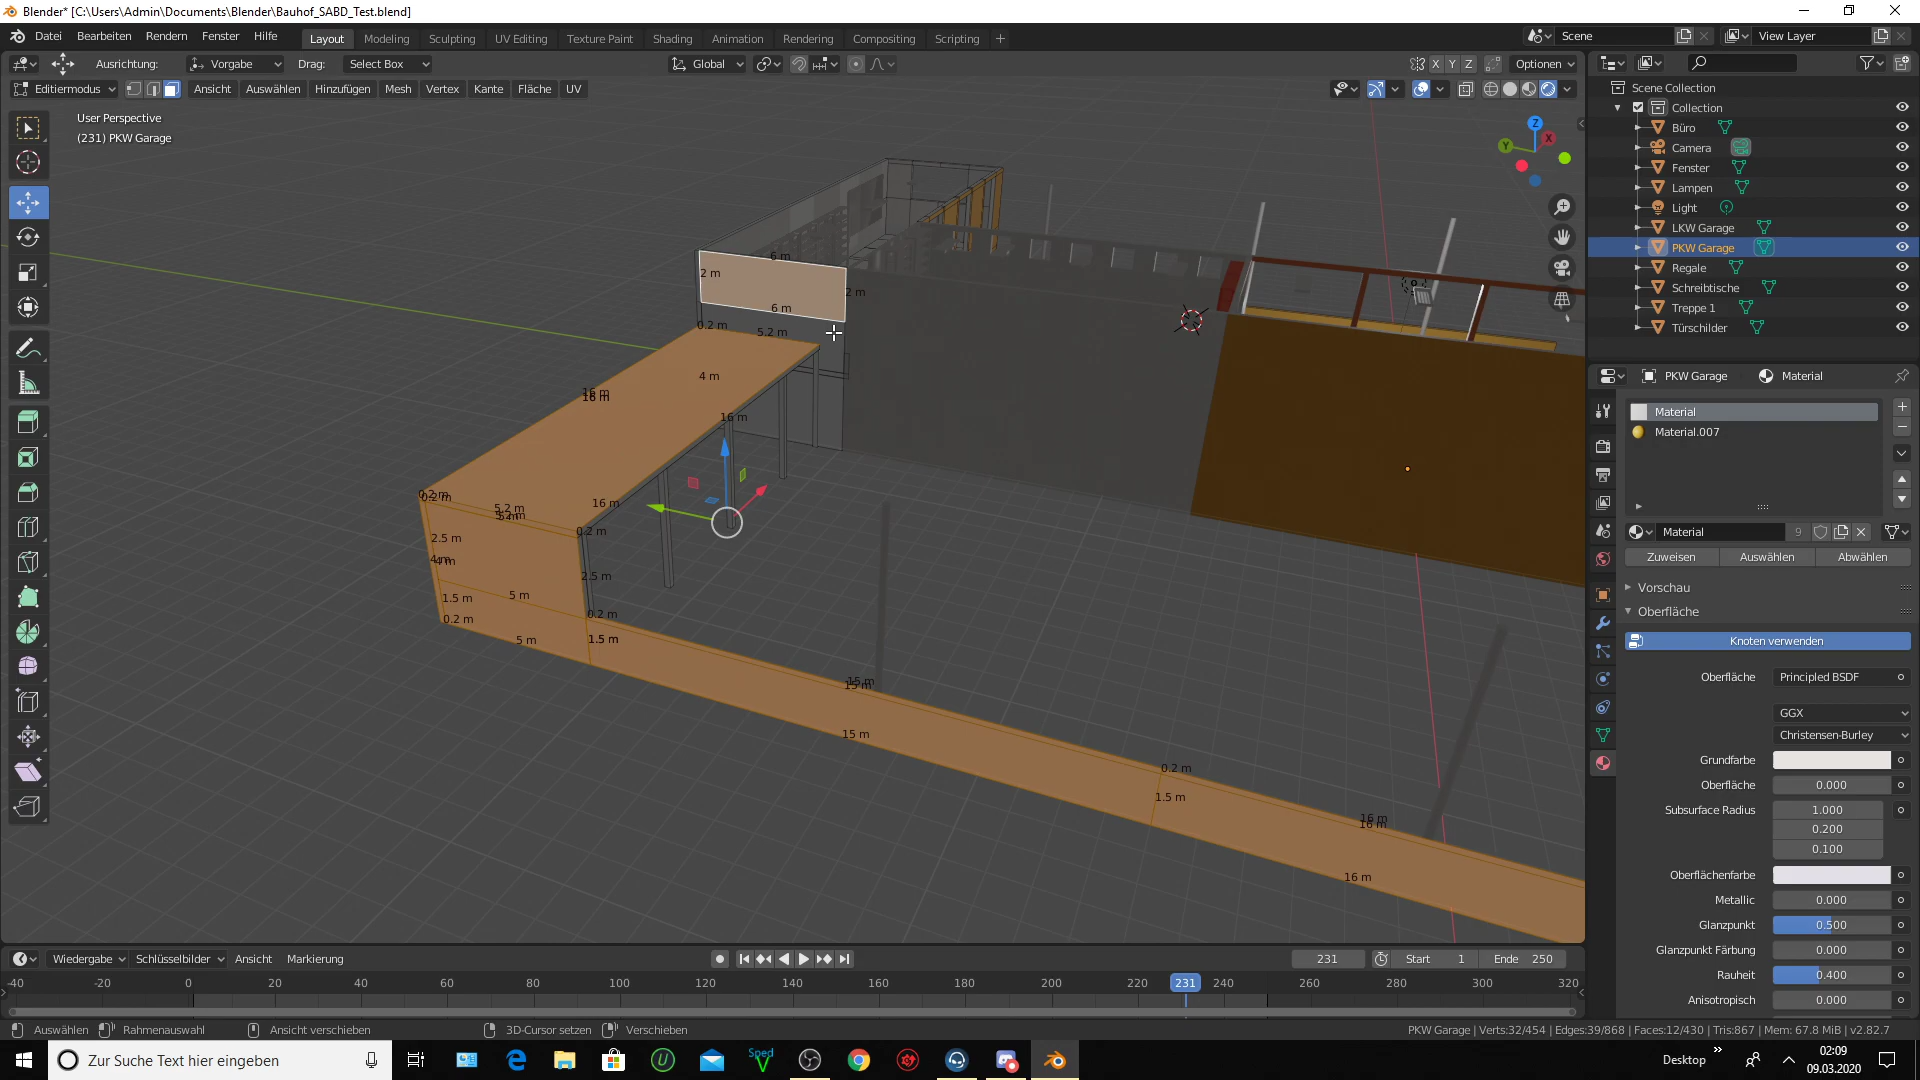 Blender* [C:\Users\Admin\Documents\Blender\Bauhof_SABD_Test.blend]
Datei Bearbeiten Rendern Fenster Hilfe Layout Modeling Sculpting UV Editing Texture Paint Shading Animation Rendering Compositing Scripting + Scene View Layer
Ausrichtung: Vorgabe Drag: Select Box Global X Y Z Optionen
Editiermodus Ansicht Auswählen Hinzufügen Mesh Vertex Kante Fläche UV
User Perspective
(231) PKW Garage
Z
X
Y
6 m
2 m
2 m
6 m
0.2 m
5.2 m
4 m
16 m
16 m
16 m
0.2 m
0.2 m
5.2 m
5 m
16 m
0.2 m
2.5 m
4 m
4 m
2.5 m
1.5 m
5 m
0.2 m
0.2 m
5 m
1.5 m
15 m
15 m
15 m
0.2 m
1.5 m
16 m
16 m
16 m
Scene Collection
Collection
Büro
Camera
Fenster
Lampen
Light
LKW Garage
PKW Garage
Regale
Schreibtische
Treppe 1
Türschilder
PKW Garage Material
Material
Material.007
Material 9
Zuweisen Auswählen Abwählen
Vorschau
Oberfläche
Knoten verwenden
Oberfläche Principled BSDF
GGX
Christensen-Burley
Grundfarbe
Oberfläche 0.000
Subsurface Radius 1.000
0.200
0.100
Oberflächenfarbe
Metallic 0.000
Glanzpunkt 0.500
Glanzpunkt Färbung 0.000
Rauheit 0.400
Anisotropisch 0.000
Wiedergabe Schlüsselbilder Ansicht Markierung 231 Start 1 Ende 250
-40 -20 0 20 40 60 80 100 120 140 160 180 200 220 231 240 260 280 300 320
Auswählen Rahmenauswahl Ansicht verschieben 3D-Cursor setzen Verschieben PKW Garage | Verts:32/454 | Edges:39/868 | Faces:12/430 | Tris:867 | Mem: 67.8 MiB | v2.82.7
Zur Suche Text hier eingeben Sped V Desktop » 02:09
09.03.2020